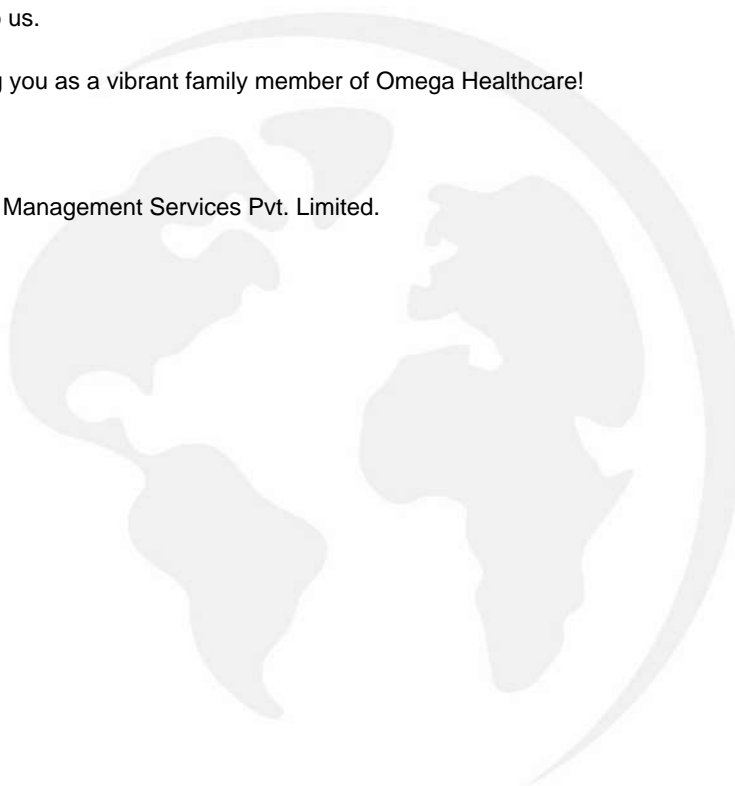 us.
you as a vibrant family member of Omega Healthcare!
Management Services Pvt. Limited.